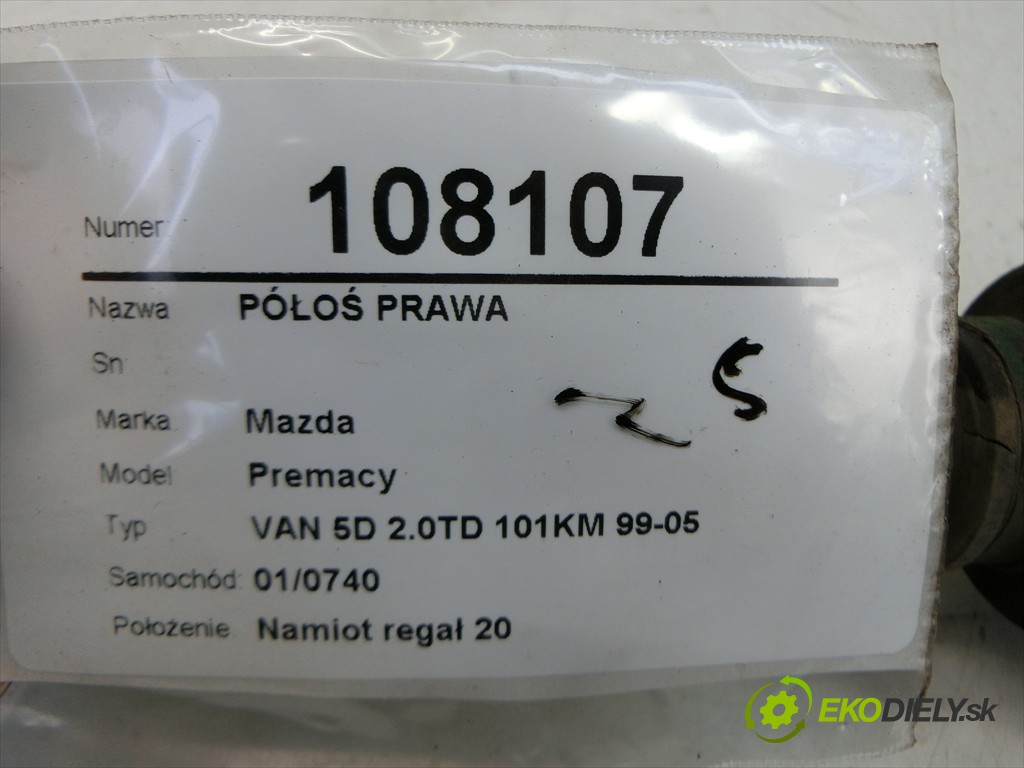 Numer 108107
Nazwa PÓŁOŚ PRAWA
Sn
Marka Mazda
Model Premacy
Typ VAN 5D 2.0TD 101KM 99-05
Samochód: 01/0740
Położenie Namiot regał 20
EKODIELY.sk